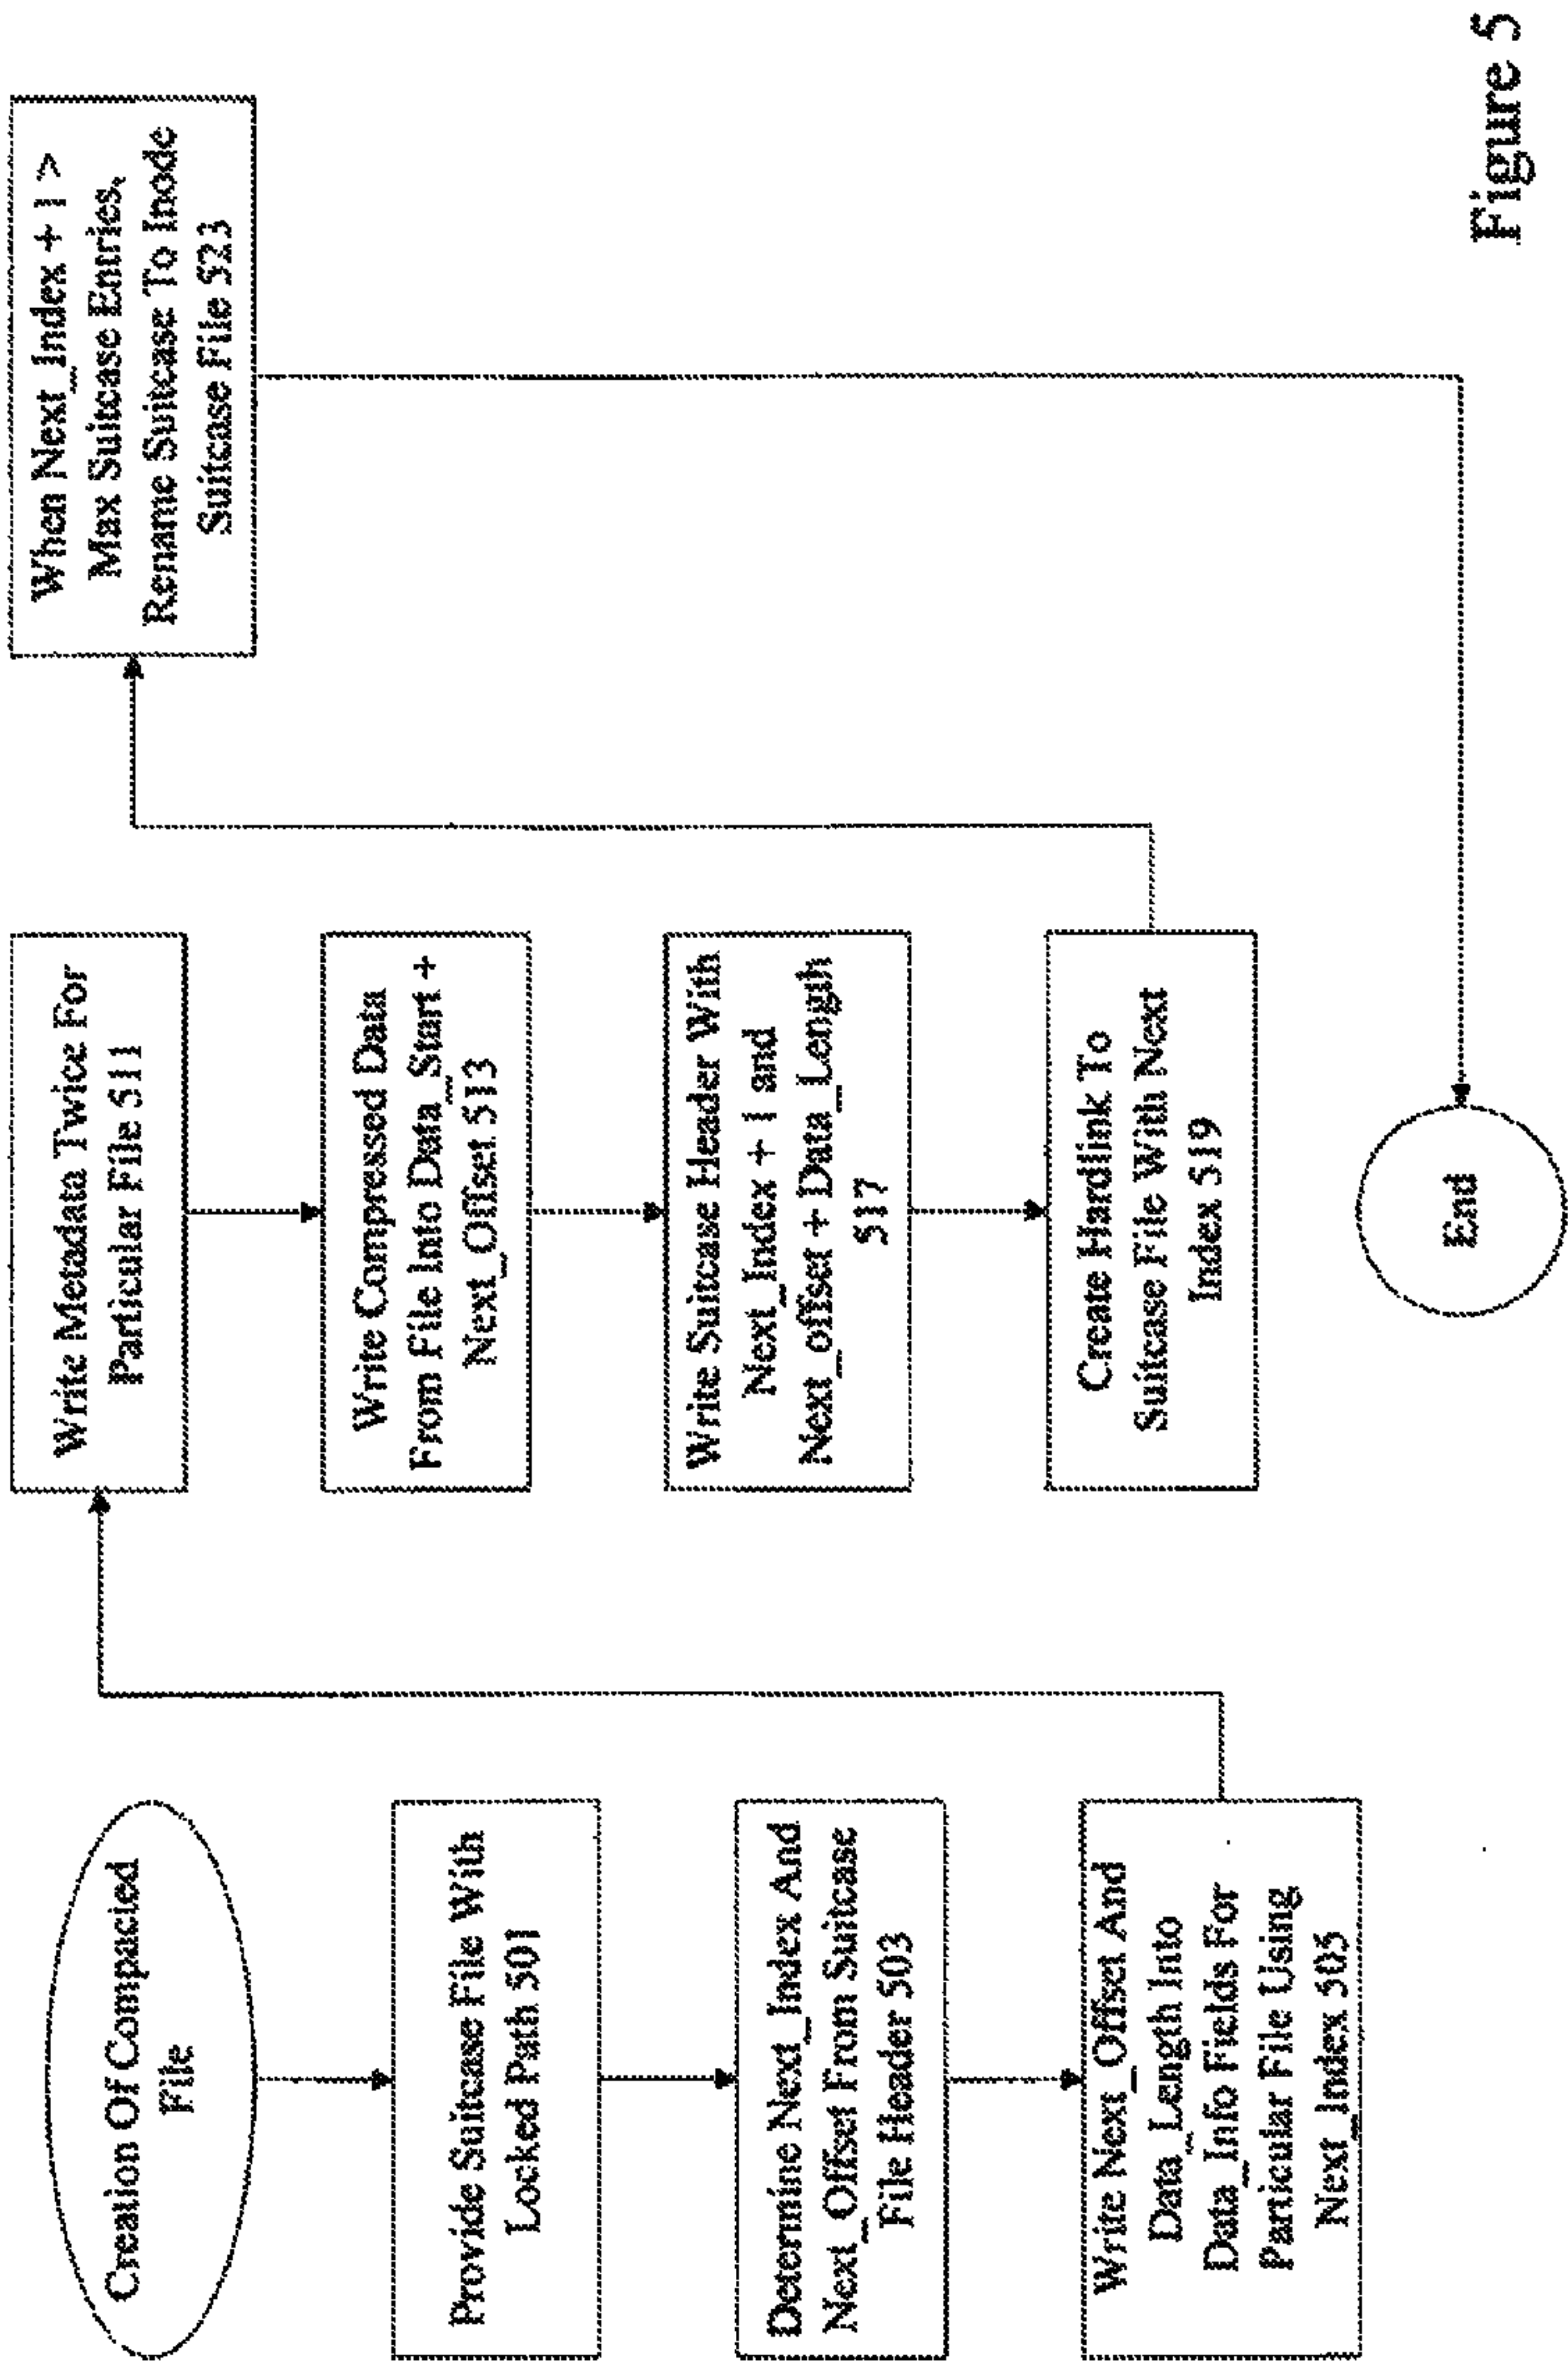 Creation Of Compacted
File
Provide Suitcase File With
Locked Path 501
Determine Next_Index And
Next_Offset From Suitcase
File Header 503
Write Next_Offset And
Data_Length Into
Data_Info Fields For
Particular File Using
Next_Index 505
Write Metadata Twice For
Particular File 511
Write Compressed Data
From File Into Data_Start +
Next_Offset 513
Write Suitcase Header With
Next_Index + 1 and
Next_offset + Data_Length
517
Create Hardlink To
Suitcase File With Next
Index 519
When Next_Index + 1 >
Max Suitcase Entries,
Rename Suitcase To Inode
Suitcase File 523
End
Figure 5